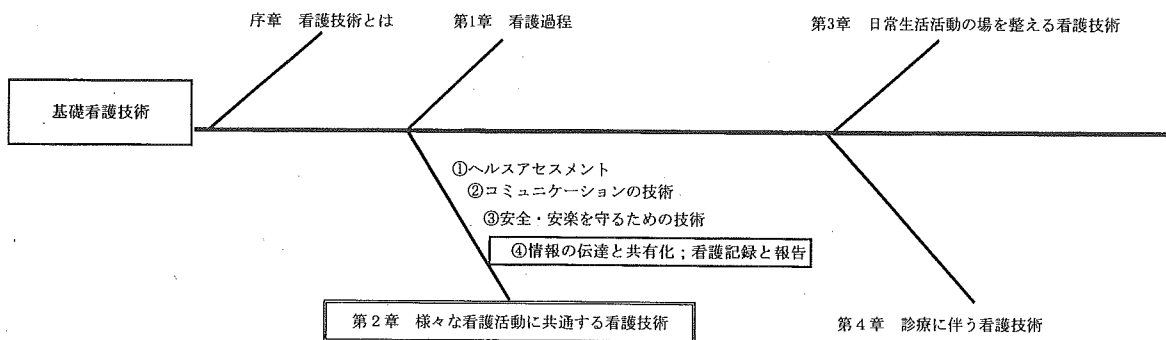 序章 看護技術とは
第1章 看護過程
第3章 日常生活活動の場を整える看護技術
基礎看護技術
①ヘルスアセスメント
②コミュニケーションの技術
③安全・安楽を守るための技術
④情報の伝達と共有化；看護記録と報告
第2章 様々な看護活動に共通する看護技術
第4章 診療に伴う看護技術